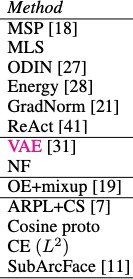 Method
MSP [18]
MLS
ODIN [27]
Energy [28]
GradNorm [21]
ReAct [41]
VAE [31]
NF
OE+mixup [19]
ARPL+CS [7]
Cosine proto
CE (L²)
SubArcFace [11]